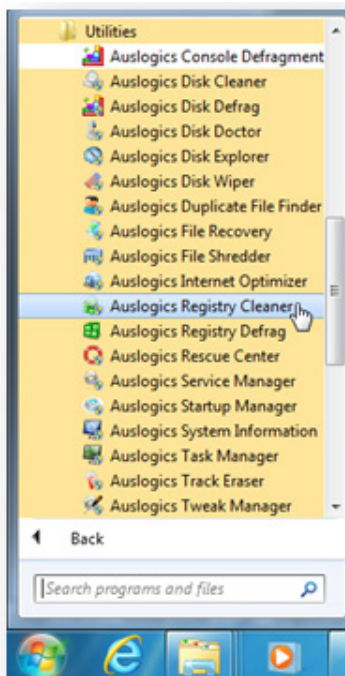 Utilities
Auslogics Console Defragment
Auslogics Disk Cleaner
Auslogics Disk Defrag
Auslogics Disk Doctor
Auslogics Disk Explorer
Auslogics Disk Wiper
Auslogics Duplicate File Finder
Auslogics File Recovery
Auslogics File Shredder
Auslogics Internet Optimizer
Auslogics Registry Cleaner
Auslogics Registry Defrag
Auslogics Rescue Center
Auslogics Service Manager
Auslogics Startup Manager
Auslogics System Information
Auslogics Task Manager
Auslogics Track Eraser
Auslogics Tweak Manager
Back
Search programs and files